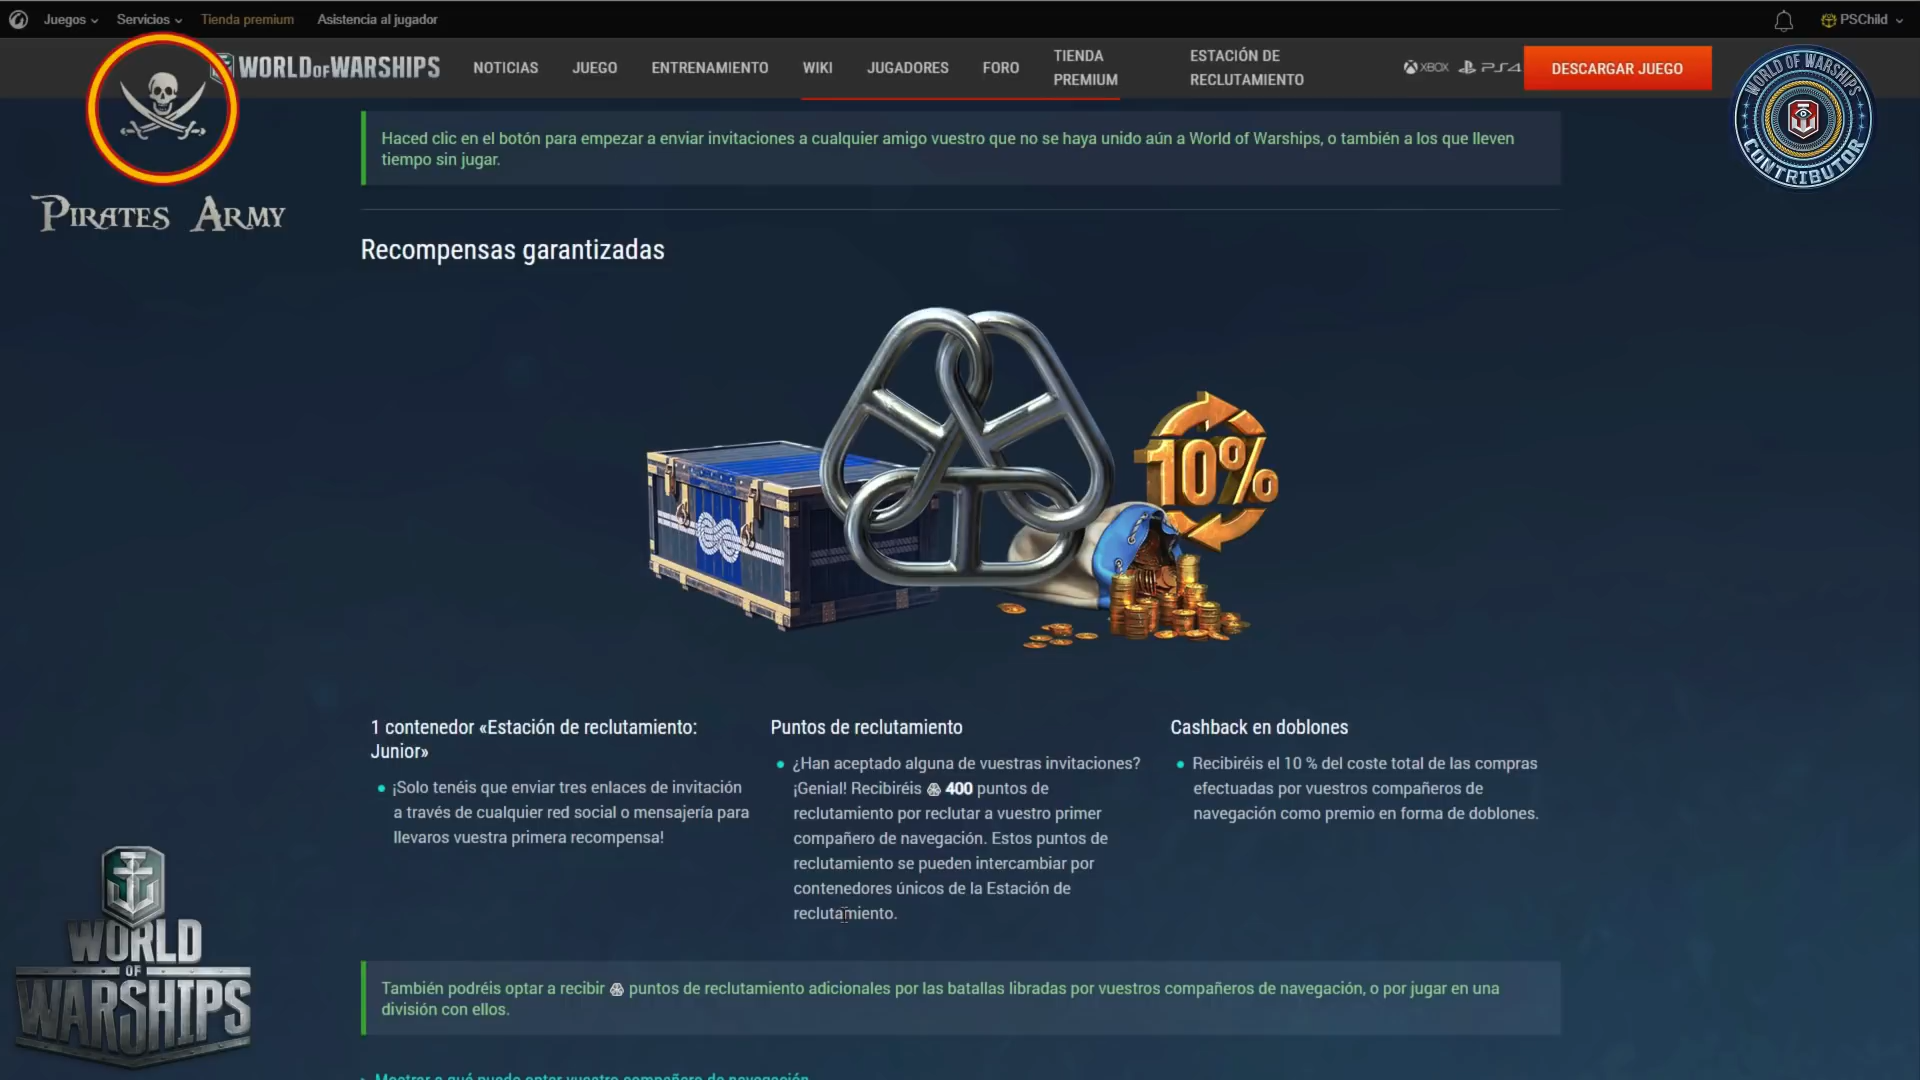 Juegos
Servicios
Tienda premium
Asistencia al jugador
PSChild
WORLD OF WARSHIPS
NOTICIAS
JUEGO
ENTRENAMIENTO
WIKI
JUGADORES
FORO
TIENDA
PREMIUM
ESTACIÓN DE
RECLUTAMIENTO
XBOX
PS4
DESCARGAR JUEGO
WORLD OF WARSHIPS
CONTRIBUTOR
PIRATES ARMY
Haced clic en el botón para empezar a enviar invitaciones a cualquier amigo vuestro que no se haya unido aún a World of Warships, o también a los que lleven
tiempo sin jugar.
Recompensas garantizadas
10%
1 contenedor «Estación de reclutamiento:
Junior»
¡Solo tenéis que enviar tres enlaces de invitación
a través de cualquier red social o mensajería para
llevaros vuestra primera recompensa!
Puntos de reclutamiento
¿Han aceptado alguna de vuestras invitaciones?
¡Genial! Recibiréis 400 puntos de
reclutamiento por reclutar a vuestro primer
compañero de navegación. Estos puntos de
reclutamiento se pueden intercambiar por
contenedores únicos de la Estación de
reclutamiento.
Cashback en doblones
Recibiréis el 10 % del coste total de las compras
efectuadas por vuestros compañeros de
navegación como premio en forma de doblones.
WORLD
OF
WARSHIPS
También podréis optar a recibir puntos de reclutamiento adicionales por las batallas libradas por vuestros compañeros de navegación, o por jugar en una
división con ellos.
Mostrar a qué puede optar vuestro compañero de navegación